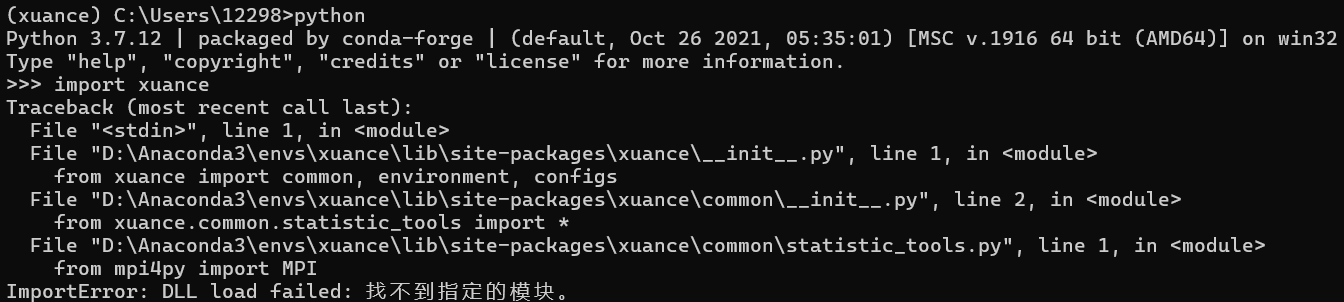 (xuance) C:\Users\12298>python
Python 3.7.12 | packaged by conda-forge | (default, Oct 26 2021, 05:35:01) [MSC v.1916 64 bit (AMD64)] on win32
Type "help", "copyright", "credits" or "license" for more information.
>>> import xuance
Traceback (most recent call last):
  File "<stdin>", line 1, in <module>
  File "D:\Anaconda3\envs\xuance\lib\site-packages\xuance\__init__.py", line 1, in <module>
    from xuance import common, environment, configs
  File "D:\Anaconda3\envs\xuance\lib\site-packages\xuance\common\__init__.py", line 2, in <module>
    from xuance.common.statistic_tools import *
  File "D:\Anaconda3\envs\xuance\lib\site-packages\xuance\common\statistic_tools.py", line 1, in <module>
    from mpi4py import MPI
ImportError: DLL load failed: 找不到指定的模块。